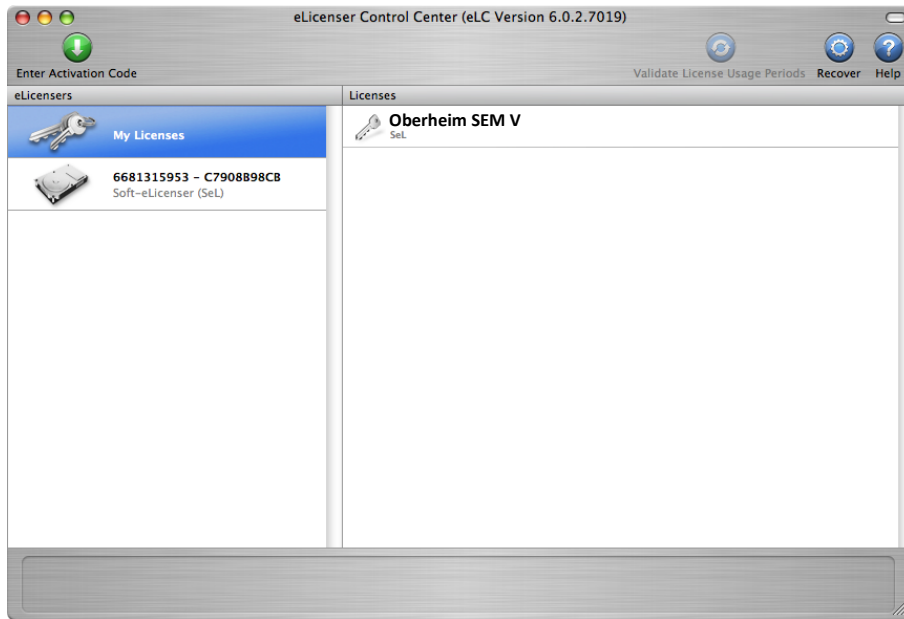 eLicenser Control Center (eLC Version 6.0.2.7019)
Enter Activation Code
Validate License Usage Periods
Recover
Help
eLicensers
Licenses
My Licenses
Oberheim SEM V
SeL
6681315953 – C7908B98CB
Soft-eLicenser (SeL)